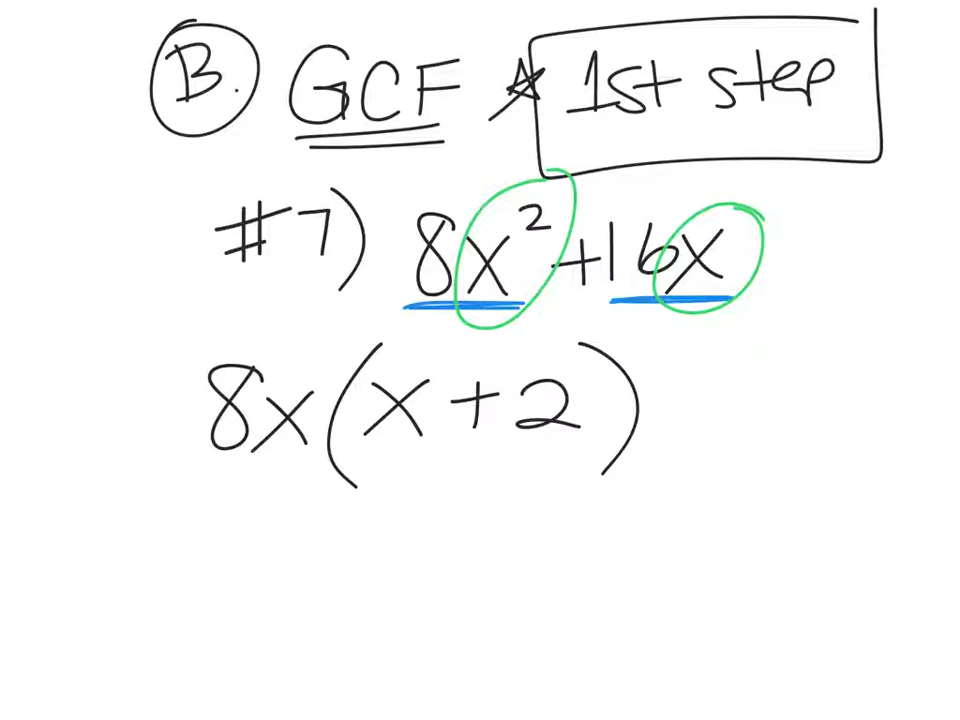 B. GCF ☆ 1st step
#7) 8x² + 16x
8x(x + 2)